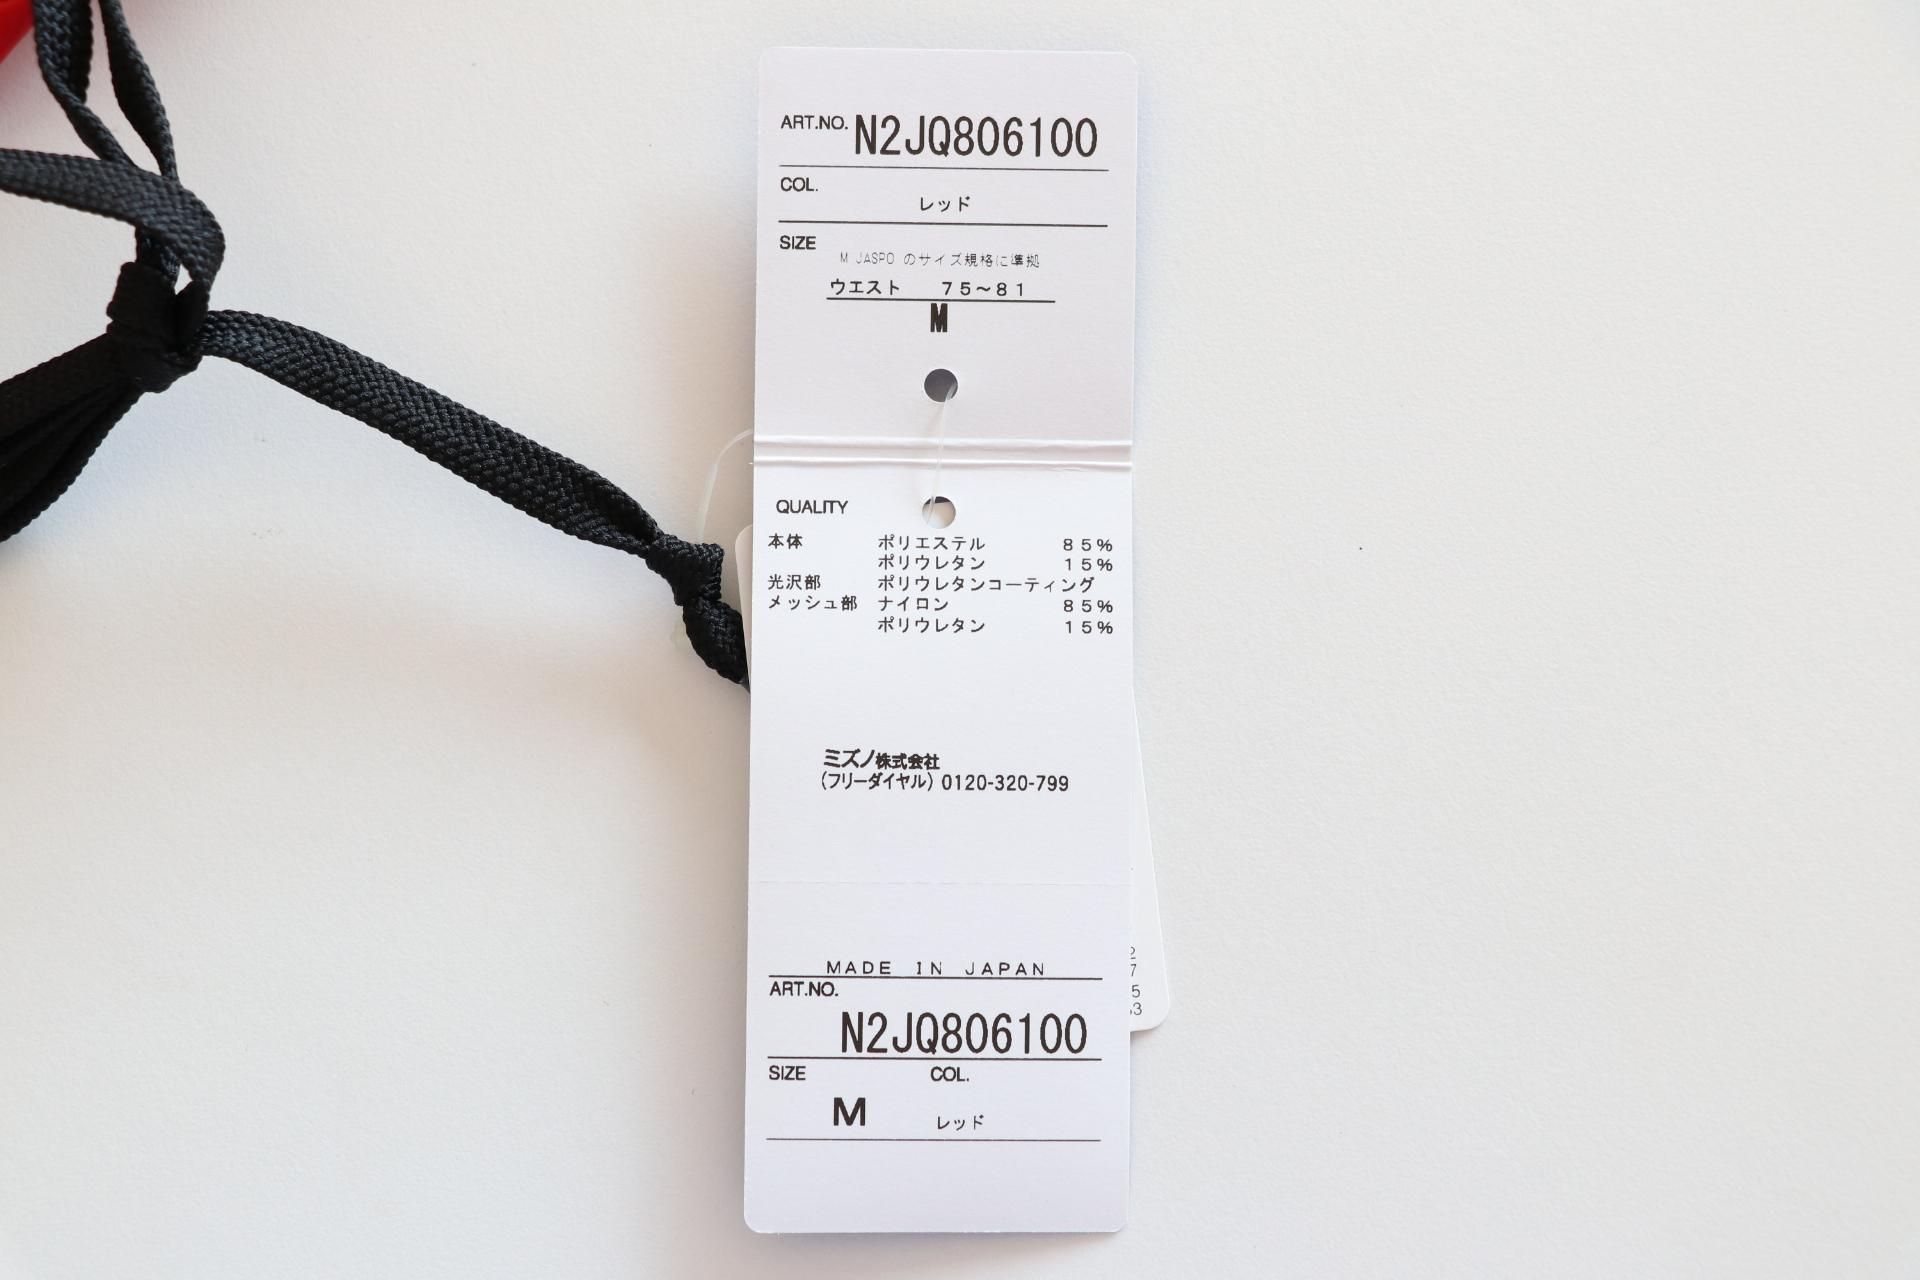 ART.NO. N2JQ806100
COL.
レッド
SIZE
M JASPO のサイズ規格に準拠
ウエスト 75～81
M
QUALITY
本体 ポリエステル 85%
ポリウレタン 15%
光沢部 ポリウレタンコーティング
メッシュ部 ナイロン 85%
ポリウレタン 15%
ミズノ株式会社
(フリーダイヤル) 0120-320-799
MADE IN JAPAN
ART.NO.
N2JQ806100
SIZE COL.
M レッド
2
7
5
3